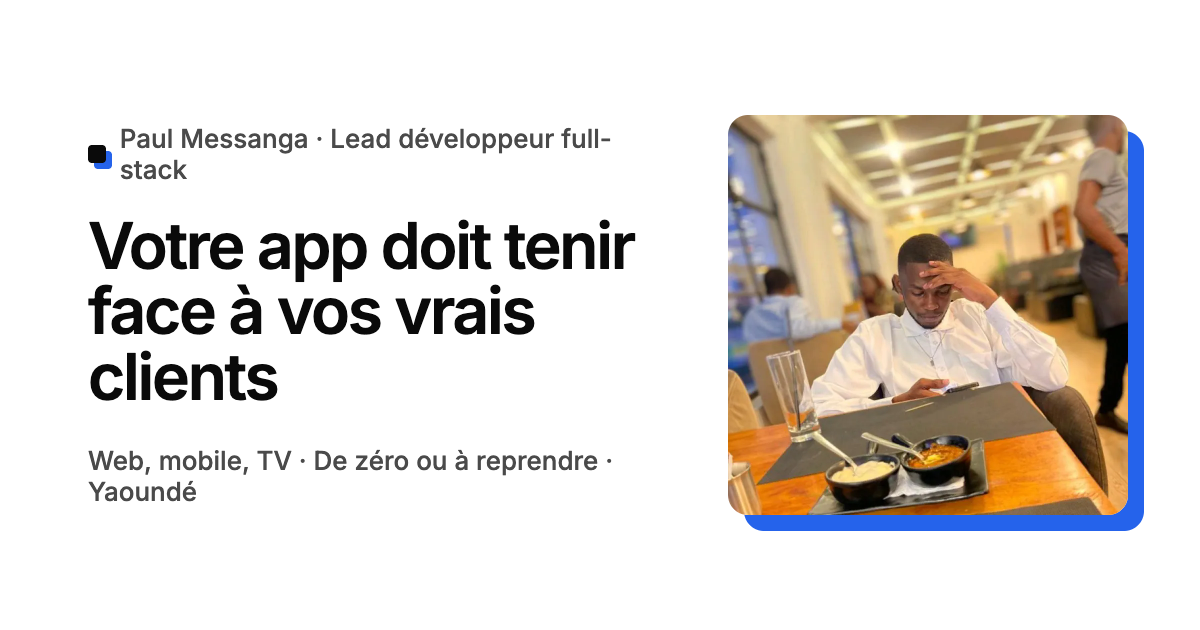 Paul Messanga · Lead développeur full-
stack
Votre app doit tenir
face à vos vrais
clients
Web, mobile, TV · De zéro ou à reprendre ·
Yaoundé